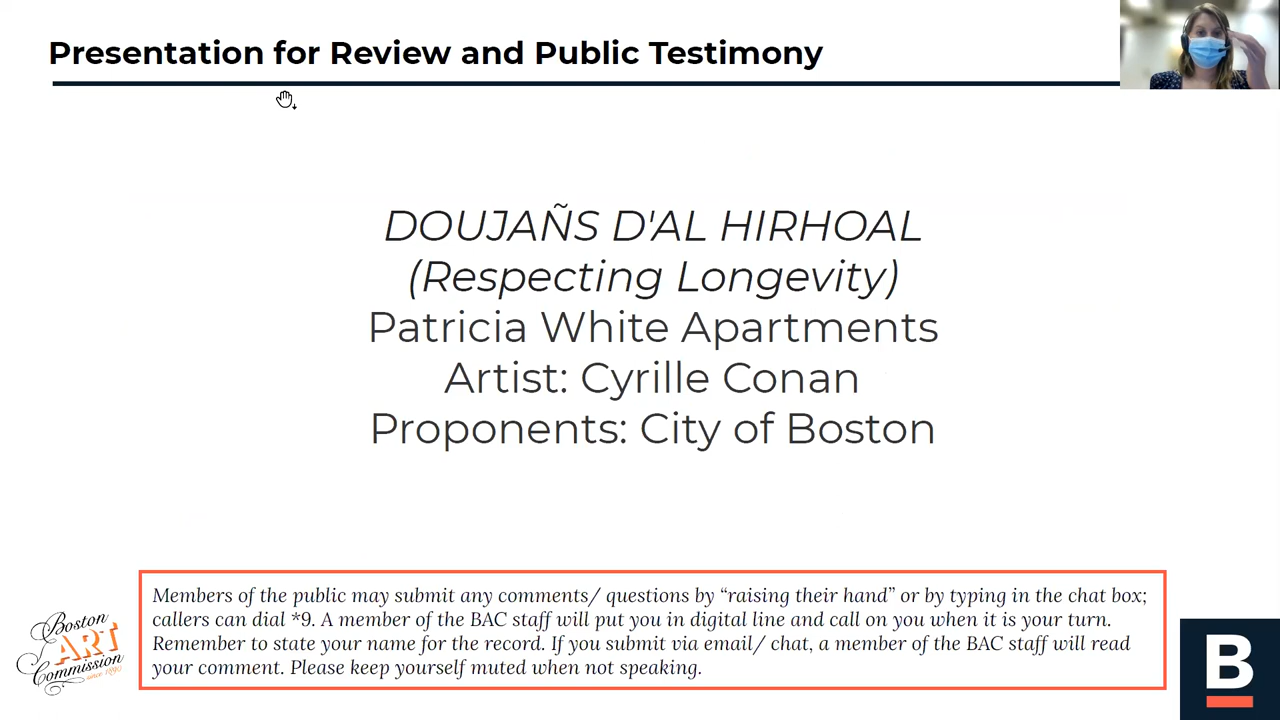 Presentation for Review and Public Testimony
DOUJAÑS D'AL HIRHOAL
(Respecting Longevity)
Patricia White Apartments
Artist: Cyrille Conan
Proponents: City of Boston
Members of the public may submit any comments/ questions by “raising their hand” or by typing in the chat box;
callers can dial *9. A member of the BAC staff will put you in digital line and call on you when it is your turn.
Remember to state your name for the record. If you submit via email/ chat, a member of the BAC staff will read
your comment. Please keep yourself muted when not speaking.
Boston
ART
Commission
since 1890
B